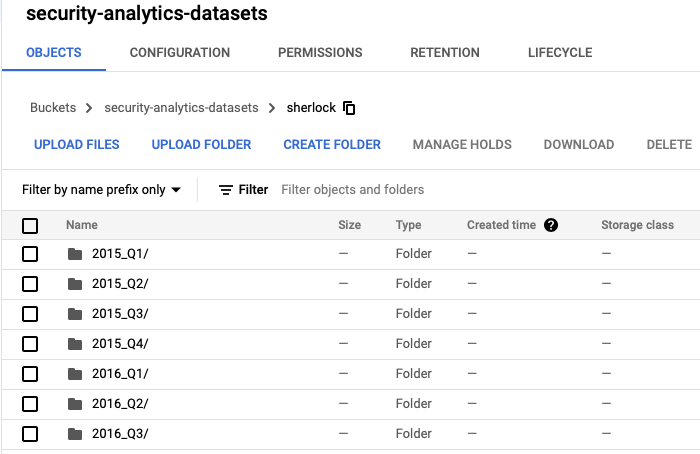 security-analytics-datasets
OBJECTS CONFIGURATION PERMISSIONS RETENTION LIFECYCLE
Buckets > security-analytics-datasets > sherlock
UPLOAD FILES UPLOAD FOLDER CREATE FOLDER MANAGE HOLDS DOWNLOAD DELETE
Filter by name prefix only Filter Filter objects and folders
Name Size Type Created time ? Storage class
2015_Q1/ — Folder — —
2015_Q2/ — Folder — —
2015_Q3/ — Folder — —
2015_Q4/ — Folder — —
2016_Q1/ — Folder — —
2016_Q2/ — Folder — —
2016_Q3/ — Folder — —